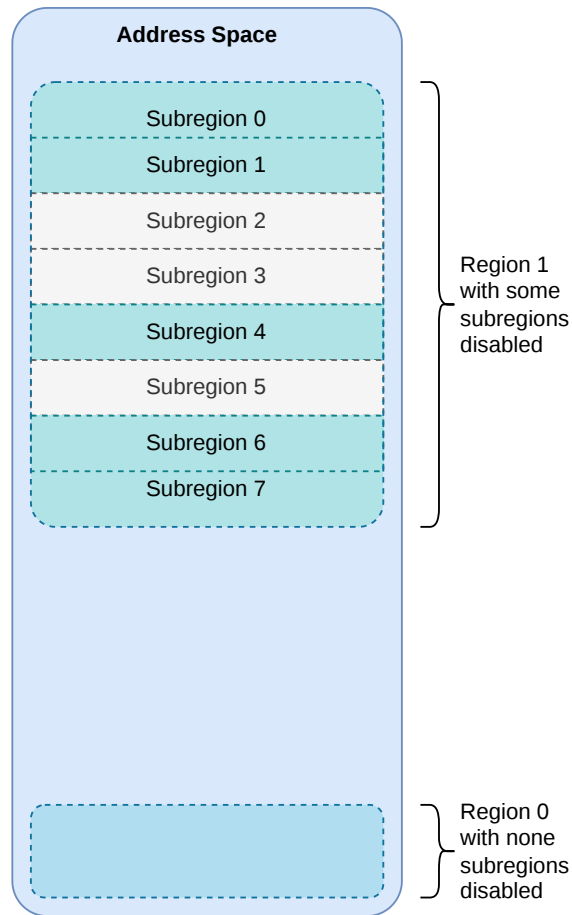 Address Space
Subregion 0
Subregion 1
Subregion 2
Subregion 3
Subregion 4
Subregion 5
Subregion 6
Subregion 7
Region 1
with some
subregions
disabled
Region 0
with none
subregions
disabled